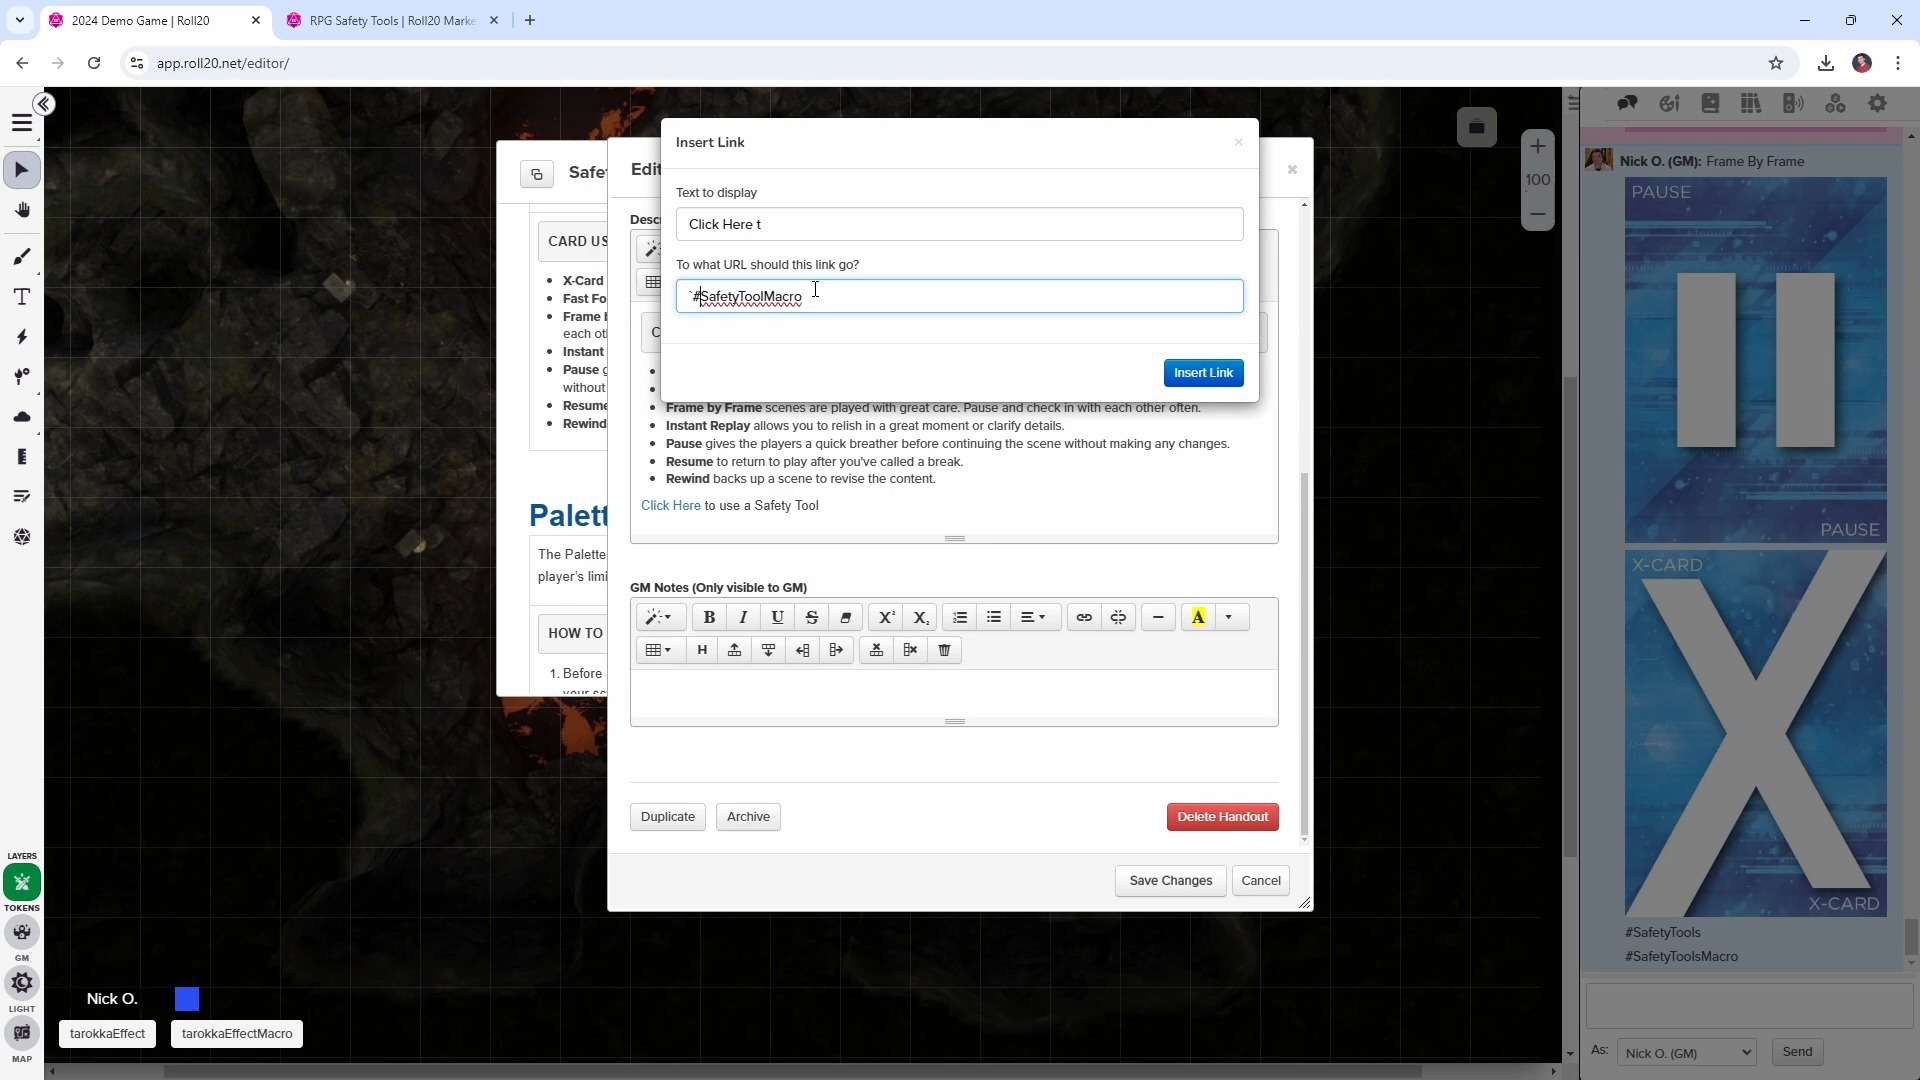 2024 Demo Game | Roll20
RPG Safety Tools | Roll20 Marke
app.roll20.net/editor/
Insert Link
Text to display
Click Here t
To what URL should this link go?
`#SafetyToolMacro
Insert Link
Safe
Edit
Desc
CARD US
X-Card
Fast Fo
Frame b
each ot
Instant
Pause g
without
Resume
Rewind
C
Frame by Frame scenes are played with great care. Pause and check in with each other often.
Instant Replay allows you to relish in a great moment or clarify details.
Pause gives the players a quick breather before continuing the scene without making any changes.
Resume to return to play after you've called a break.
Rewind backs up a scene to revise the content.
Click Here to use a Safety Tool
Palett
The Palette
player's limi
HOW TO
1. Before
your sc
GM Notes (Only visible to GM)
B I U S X² X₂ A
H
Duplicate
Archive
Delete Handout
Save Changes
Cancel
100
Nick O. (GM): Frame By Frame
PAUSE
PAUSE
X-CARD
X-CARD
#SafetyTools
#SafetyToolsMacro
As:
Nick O. (GM)
Send
LAYERS
TOKENS
GM
LIGHT
MAP
Nick O.
tarokkaEffect
tarokkaEffectMacro